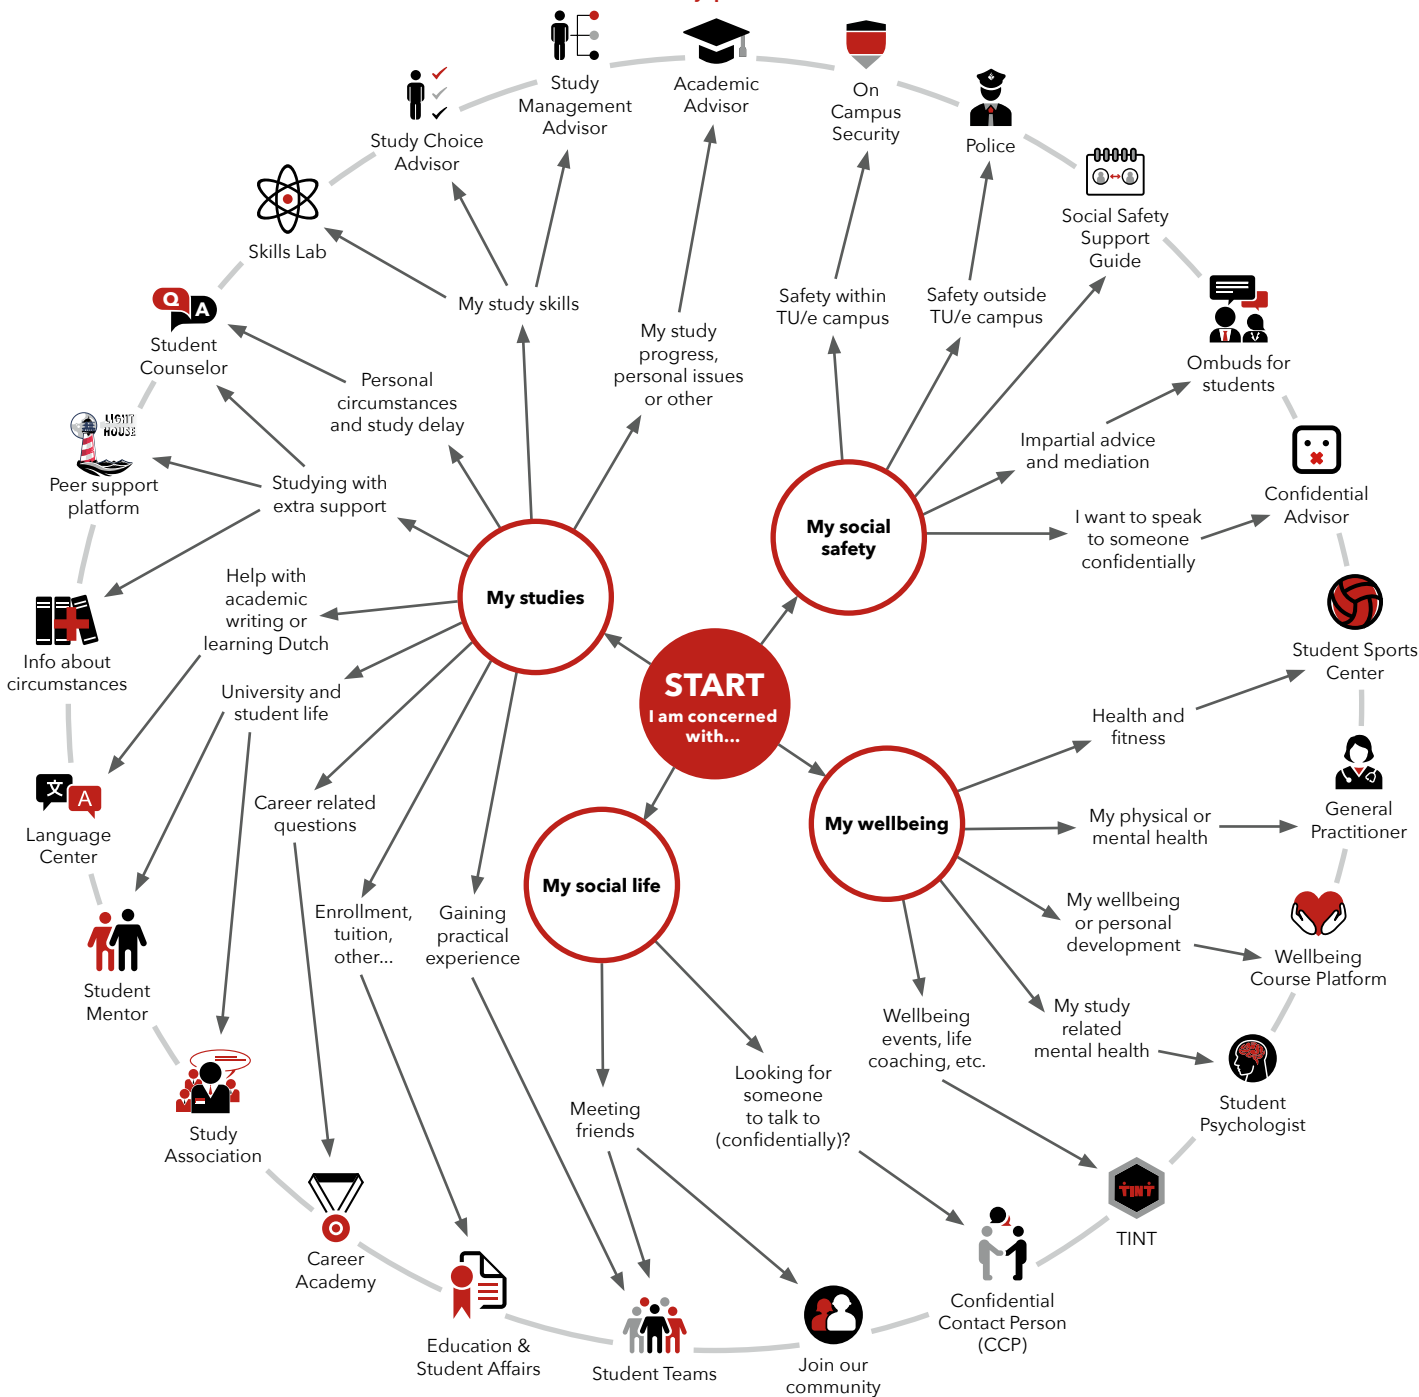 Study
Management
Advisor
Academic
Advisor
On
Campus
Security
Police
Study Choice
Advisor
Social Safety
Support
Guide
Skills Lab
My study skills
Safety within
TU/e campus
Safety outside
TU/e campus
Q
A
Student
Counselor
My study
progress,
personal issues
or other
Ombuds for
students
Personal
circumstances
and study delay
LIGHT
HOUSE
Peer support
platform
Studying with
extra support
Impartial advice
and mediation
Confidential
Advisor
I want to speak
to someone
confidentially
My social
safety
Help with
academic
writing or
learning Dutch
My studies
Info about
circumstances
Student Sports
Center
University and
student life
START
I am concerned
with...
Health and
fitness
文
A
Language
Center
Career related
questions
My wellbeing
My physical or
mental health
General
Practitioner
My social life
Enrollment,
tuition,
other...
Gaining
practical
experience
My wellbeing
or personal
development
Wellbeing
Course Platform
Student
Mentor
Wellbeing
events, life
coaching, etc.
My study
related
mental health
Looking for
someone
to talk to
(confidentially)?
Meeting
friends
Student
Psychologist
Study
Association
TINT
TINT
Career
Academy
Confidential
Contact Person
(CCP)
Education &
Student Affairs
Student Teams
Join our
community